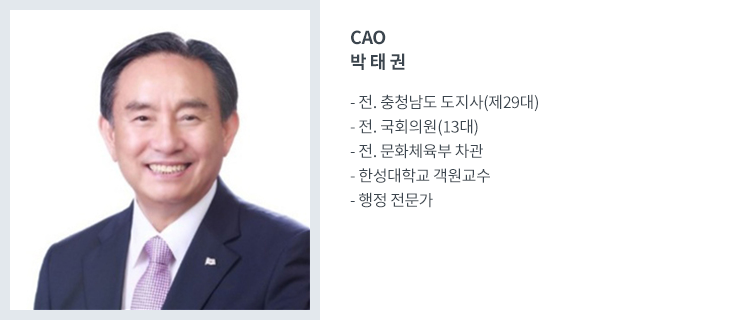 CAO
박 태 권
- 전. 충청남도 도지사(제29대)
- 전. 국회의원(13대)
- 전. 문화체육부 차관
- 한성대학교 객원교수
- 행정 전문가